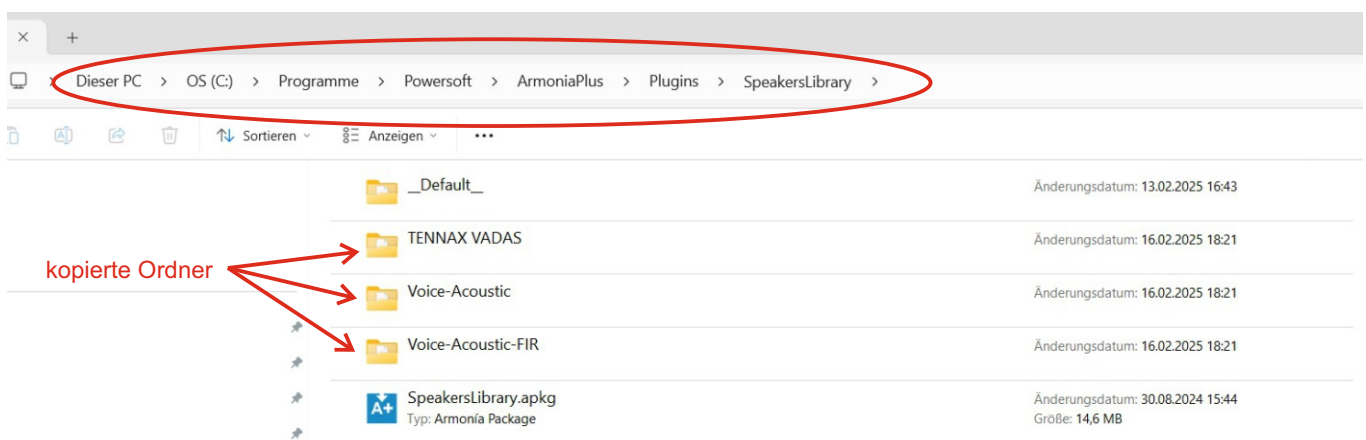 Dieser PC > OS (C:) > Programme > Powersoft > ArmoniaPlus > Plugins > SpeakersLibrary >
Sortieren Anzeigen
__Default__ Änderungsdatum: 13.02.2025 16:43
TENNAX VADAS Änderungsdatum: 16.02.2025 18:21
kopierte Ordner
Voice-Acoustic Änderungsdatum: 16.02.2025 18:21
Voice-Acoustic-FIR Änderungsdatum: 16.02.2025 18:21
SpeakersLibrary.apkg Änderungsdatum: 30.08.2024 15:44
A+
Typ: Armonía Package Größe: 14,6 MB